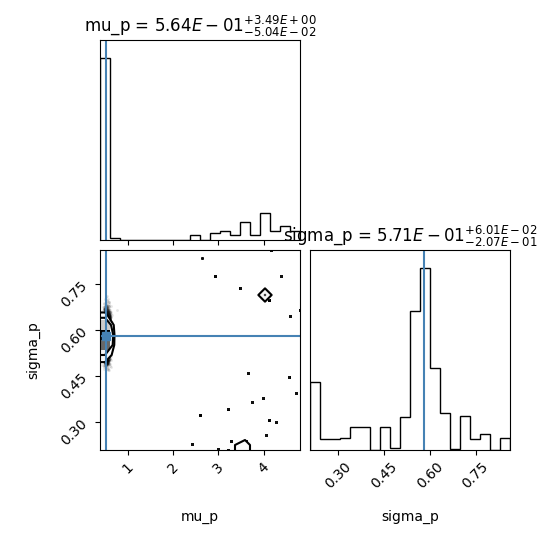 mu_p = 5.64E − 01+3.49E+00−5.04E−02
sigma_p = 5.71E − 01+6.01E−02−2.07E−01
0.75
0.60
0.45
0.30
sigma_p
1 2 3 4
0.30 0.45 0.60 0.75
mu_p
sigma_p